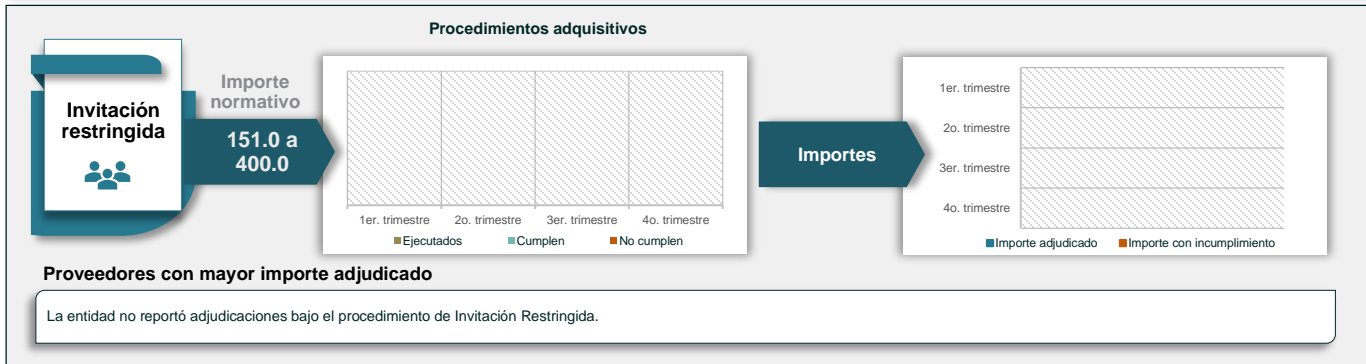 Procedimientos adquisitivos
Invitación
restringida
Importe
normativo
151.0 a
400.0
1er. trimestre
2o. trimestre
3er. trimestre
4o. trimestre
Ejecutados
Cumplen
No cumplen
Importes
1er. trimestre
2o. trimestre
3er. trimestre
4o. trimestre
Importe adjudicado
Importe con incumplimiento
Proveedores con mayor importe adjudicado
La entidad no reportó adjudicaciones bajo el procedimiento de Invitación Restringida.